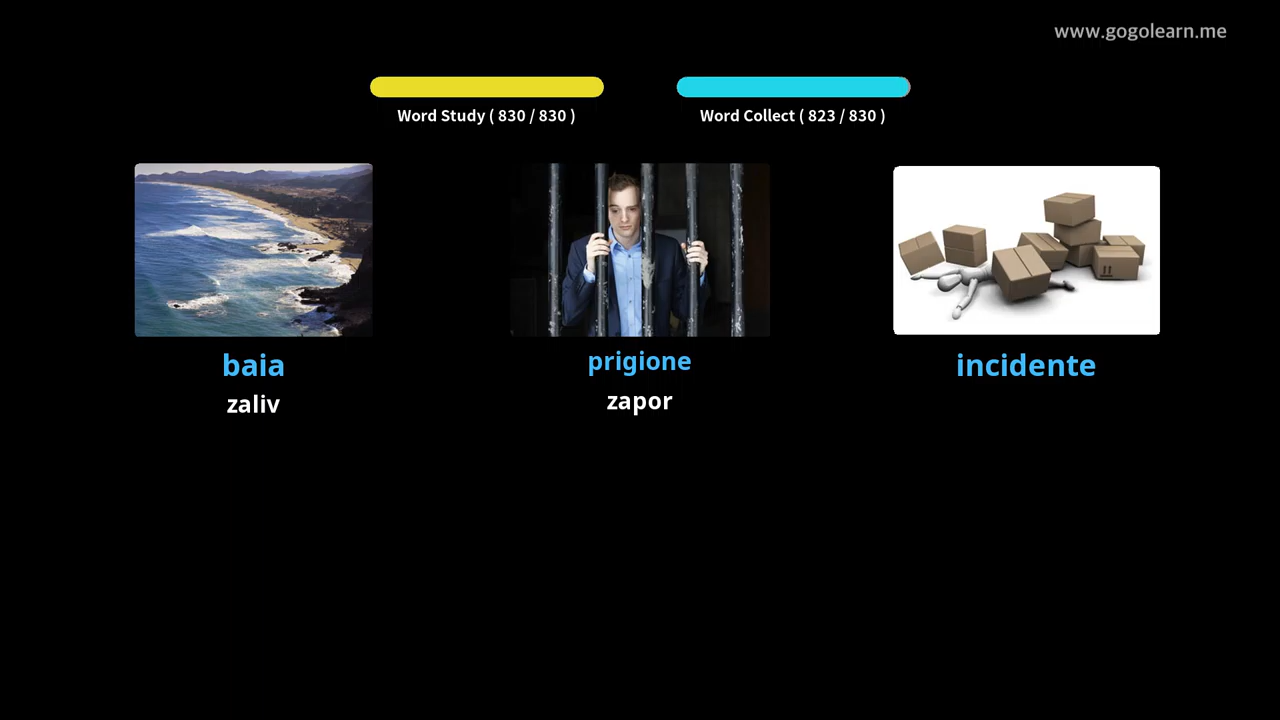 www.gogolearn.me
Word Study ( 830 / 830 )
Word Collect ( 823 / 830 )
baia
zaliv
prigione
zapor
incidente